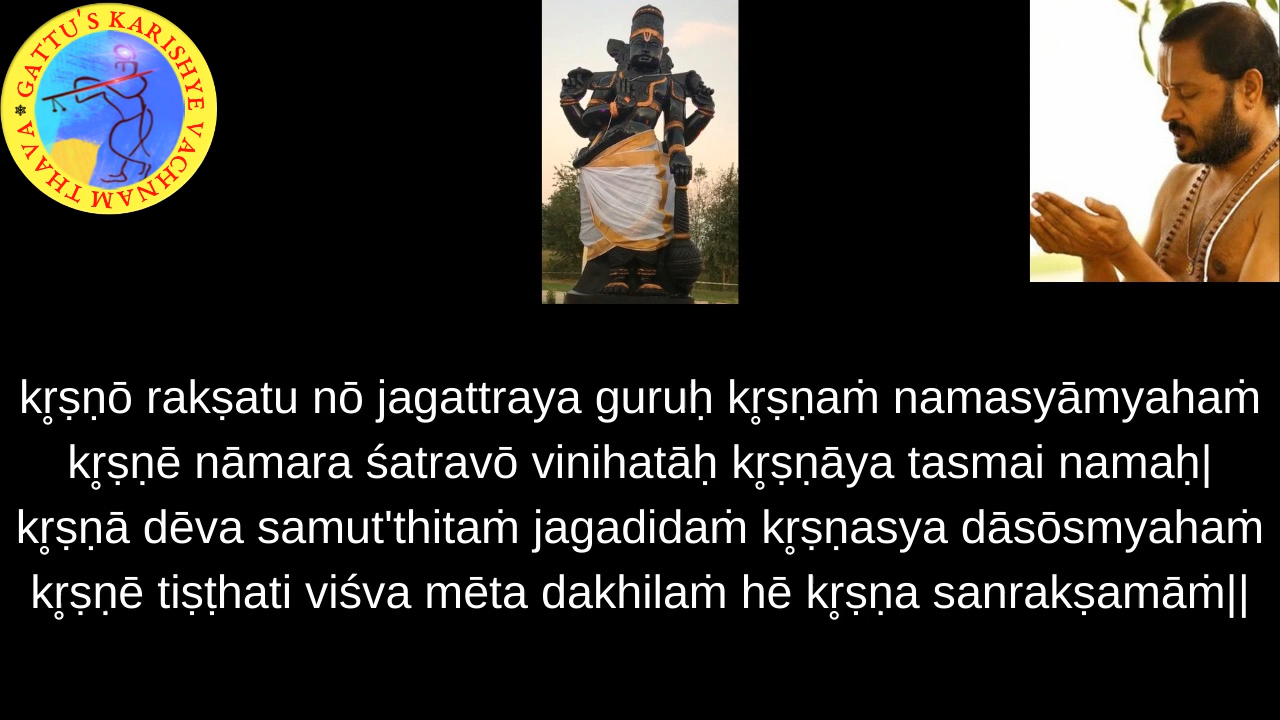 GATTU'S KARISHYE VACHNAM THAVA
kr̥ṣṇō rakṣatu nō jagattraya guruḥ kr̥ṣṇaṁ namasyāmyahaṁ
kr̥ṣṇē nāmara śatravō vinihatāḥ kr̥ṣṇāya tasmai namaḥ|
kr̥ṣṇā dēva samut'thitaṁ jagadidaṁ kr̥ṣṇasya dāsōsmyahaṁ
kr̥ṣṇē tiṣṭhati viśva mēta dakhilaṁ hē kr̥ṣṇa sanrakṣamāṁ||